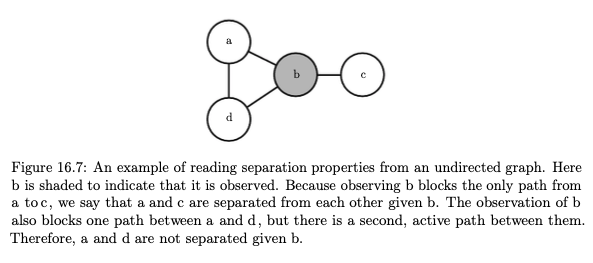 a
b
c
d
Figure 16.7: An example of reading separation properties from an undirected graph. Here
b is shaded to indicate that it is observed. Because observing b blocks the only path from
a to c, we say that a and c are separated from each other given b. The observation of b
also blocks one path between a and d, but there is a second, active path between them.
Therefore, a and d are not separated given b.